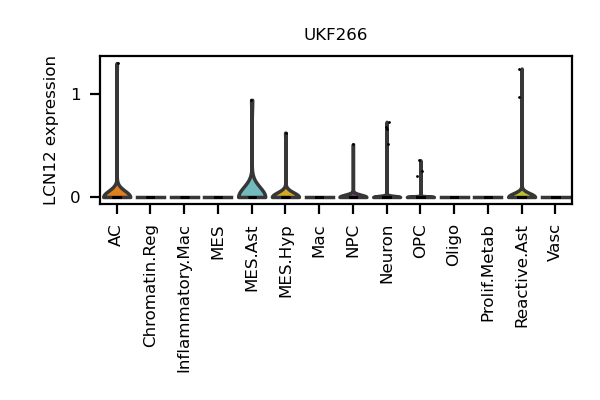 UKF266
LCN12 expression
1
0
AC
Chromatin.Reg
Inflammatory.Mac
MES
MES.Ast
MES.Hyp
Mac
NPC
Neuron
OPC
Oligo
Prolif.Metab
Reactive.Ast
Vasc